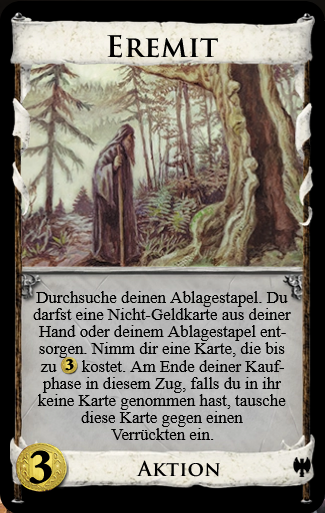 EREMIT
Durchsuche deinen Ablagestapel. Du
darfst eine Nicht-Geldkarte aus deiner
Hand oder deinem Ablagestapel ent-
sorgen. Nimm dir eine Karte, die bis
zu 3 kostet. Am Ende deiner Kauf-
phase in diesem Zug, falls du in ihr
keine Karte genommen hast, tausche
diese Karte gegen einen
Verrückten ein.
3 AKTION